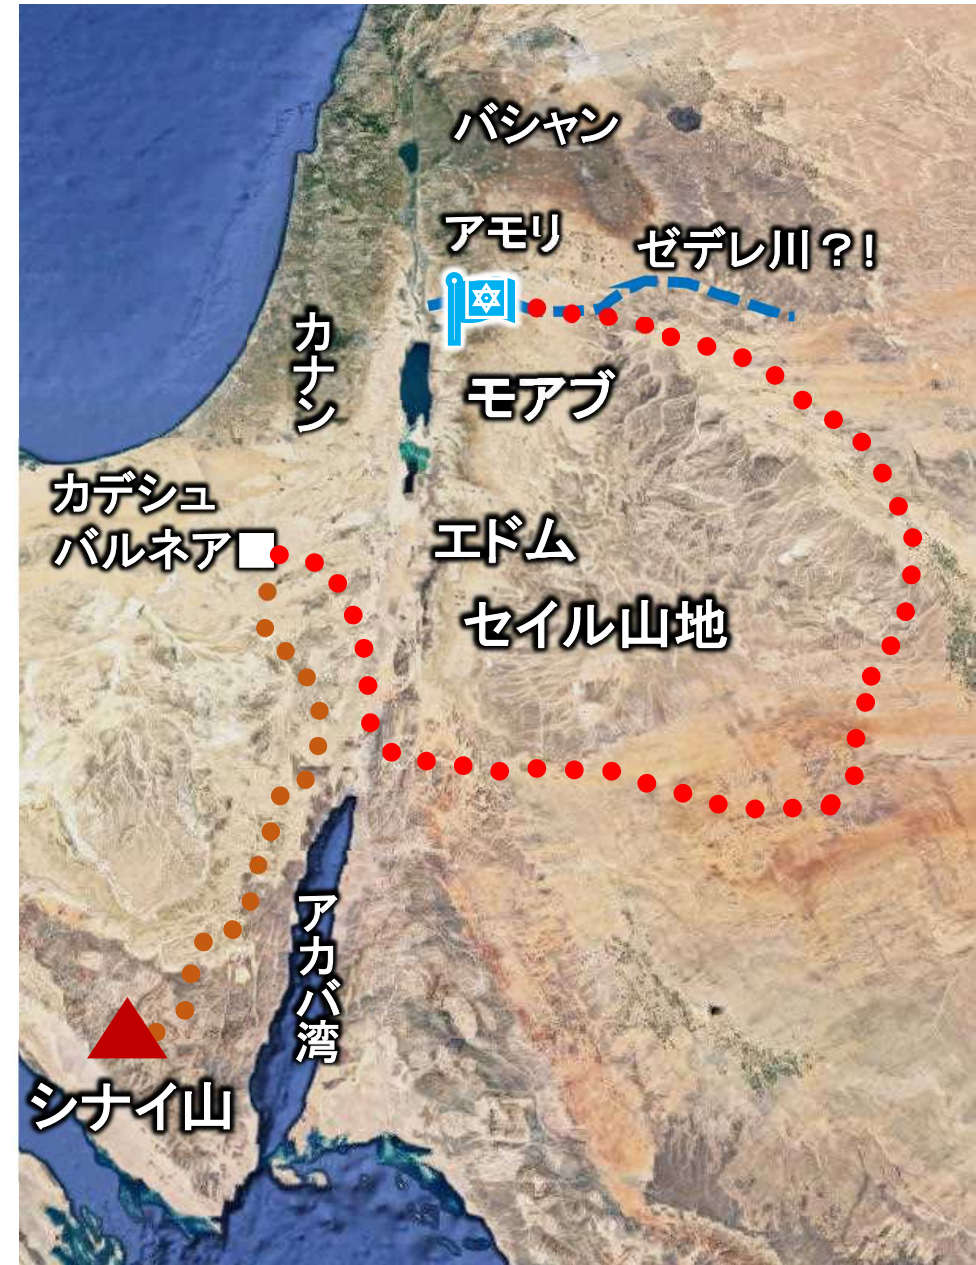 バシャン
アモリ
ゼデレ川？！
カナン
モアブ
カデシュ
バルネア
エドム
セイル山地
アカバ湾
シナイ山